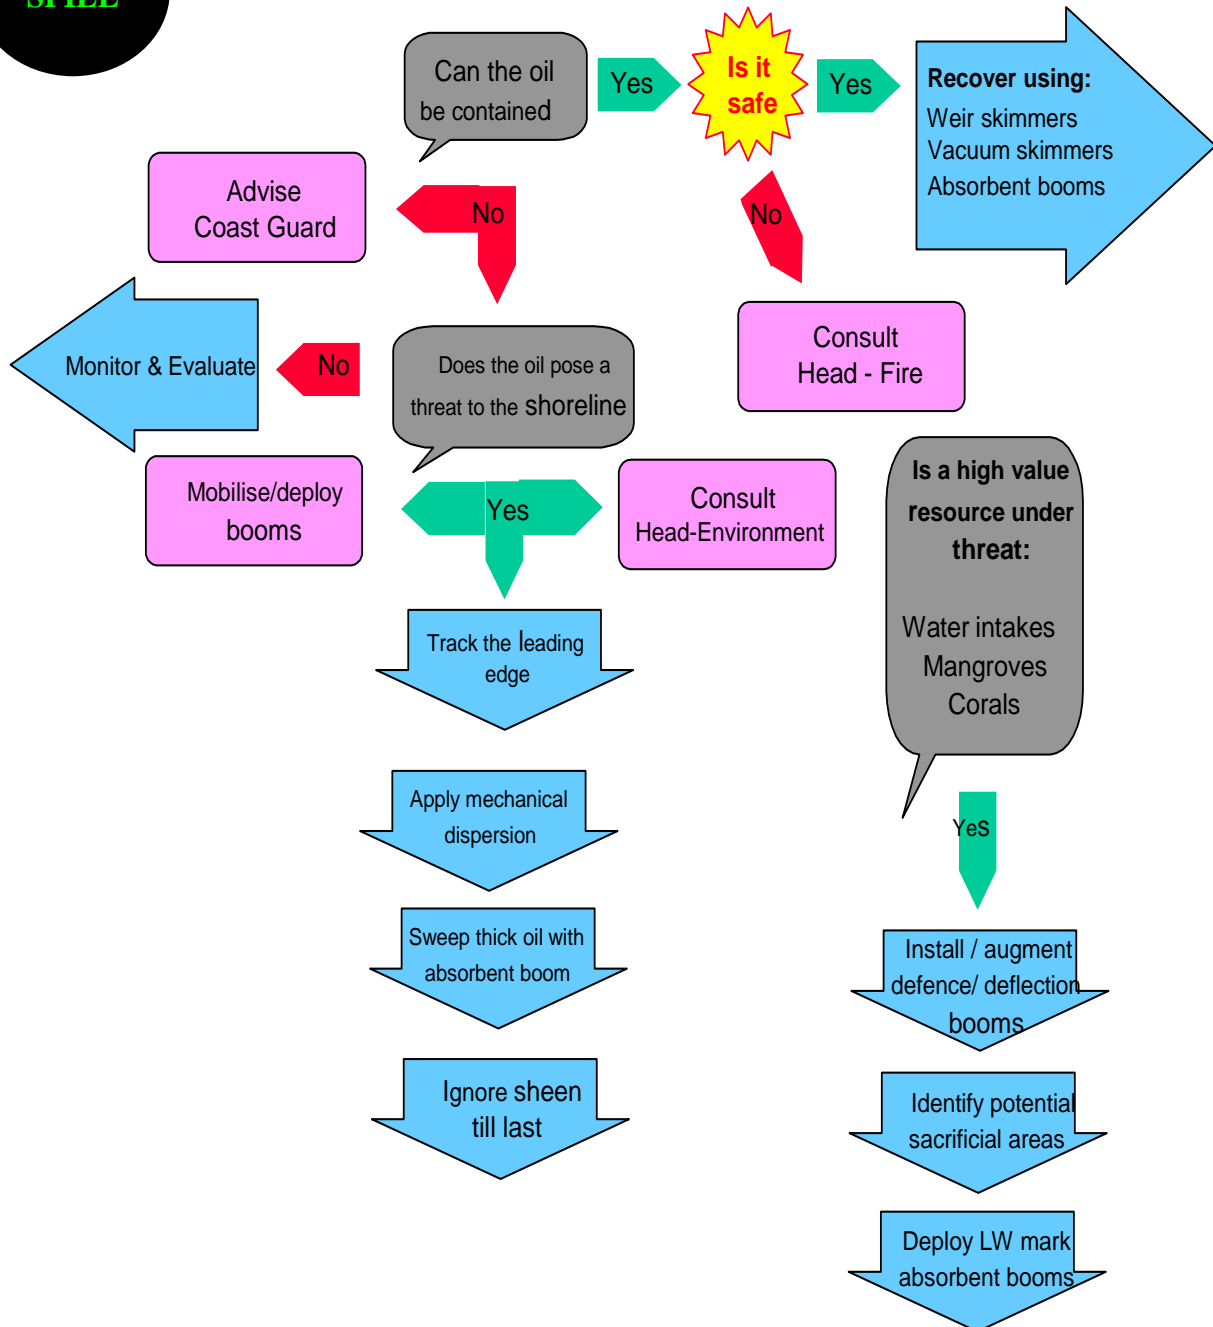 SPILL
Can the oil
be contained
Yes
Is it
safe
Yes
Recover using:
Weir skimmers
Vacuum skimmers
Absorbent booms
Advise
Coast Guard
No
No
Consult
Head - Fire
Monitor & Evaluate
No
Does the oil pose a
threat to the shoreline
Mobilise/deploy
booms
Yes
Consult
Head-Environment
Is a high value
resource under
threat:
Water intakes
Mangroves
Corals
Track the leading
edge
Apply mechanical
dispersion
Yes
Sweep thick oil with
absorbent boom
Install / augment
defence/ deflection
booms
Ignore sheen
till last
Identify potential
sacrificial areas
Deploy LW mark
absorbent booms